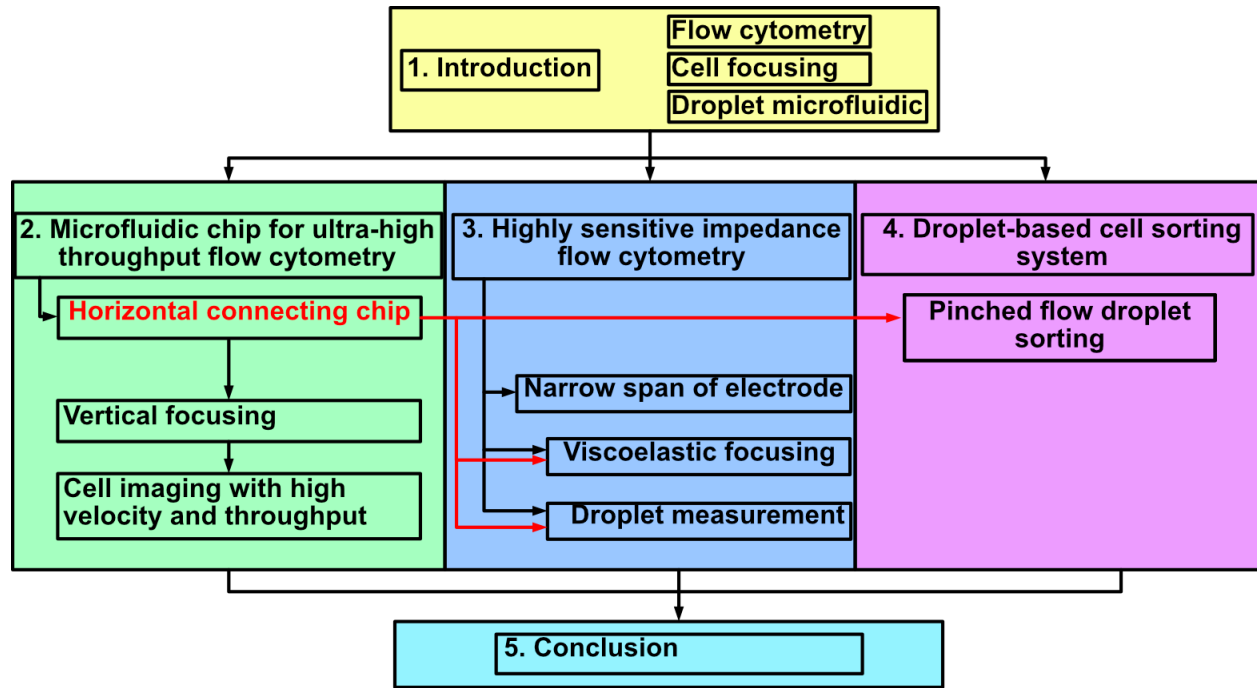 Flow cytometry
1. Introduction
Cell focusing
Droplet microfluidic
2. Microfluidic chip for ultra-high
throughput flow cytometry
Horizontal connecting chip
Vertical focusing
Cell imaging with high
velocity and throughput
3. Highly sensitive impedance
flow cytometry
Narrow span of electrode
Viscoelastic focusing
Droplet measurement
4. Droplet-based cell sorting
system
Pinched flow droplet
sorting
5. Conclusion